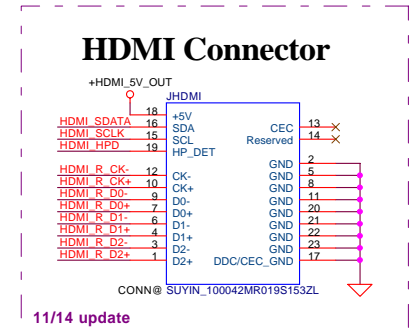 HDMI Connector
+HDMI_5V_OUT
JHDMI
18 +5V
HDMI_SDATA 16 SDA CEC 13
HDMI_SCLK 15 SCL Reserved 14
HDMI_HPD 19 HP_DET
GND 2
HDMI_R_CK- 12 CK- GND 5
HDMI_R_CK+ 10 CK+ GND 8
HDMI_R_D0- 9 D0- GND 11
HDMI_R_D0+ 7 D0+ GND 20
HDMI_R_D1- 6 D1- GND 21
HDMI_R_D1+ 4 D1+ GND 22
HDMI_R_D2- 3 D2- GND 23
HDMI_R_D2+ 1 D2+ DDC/CEC_GND 17
CONN@ SUYIN_100042MR019S153ZL
11/14 update